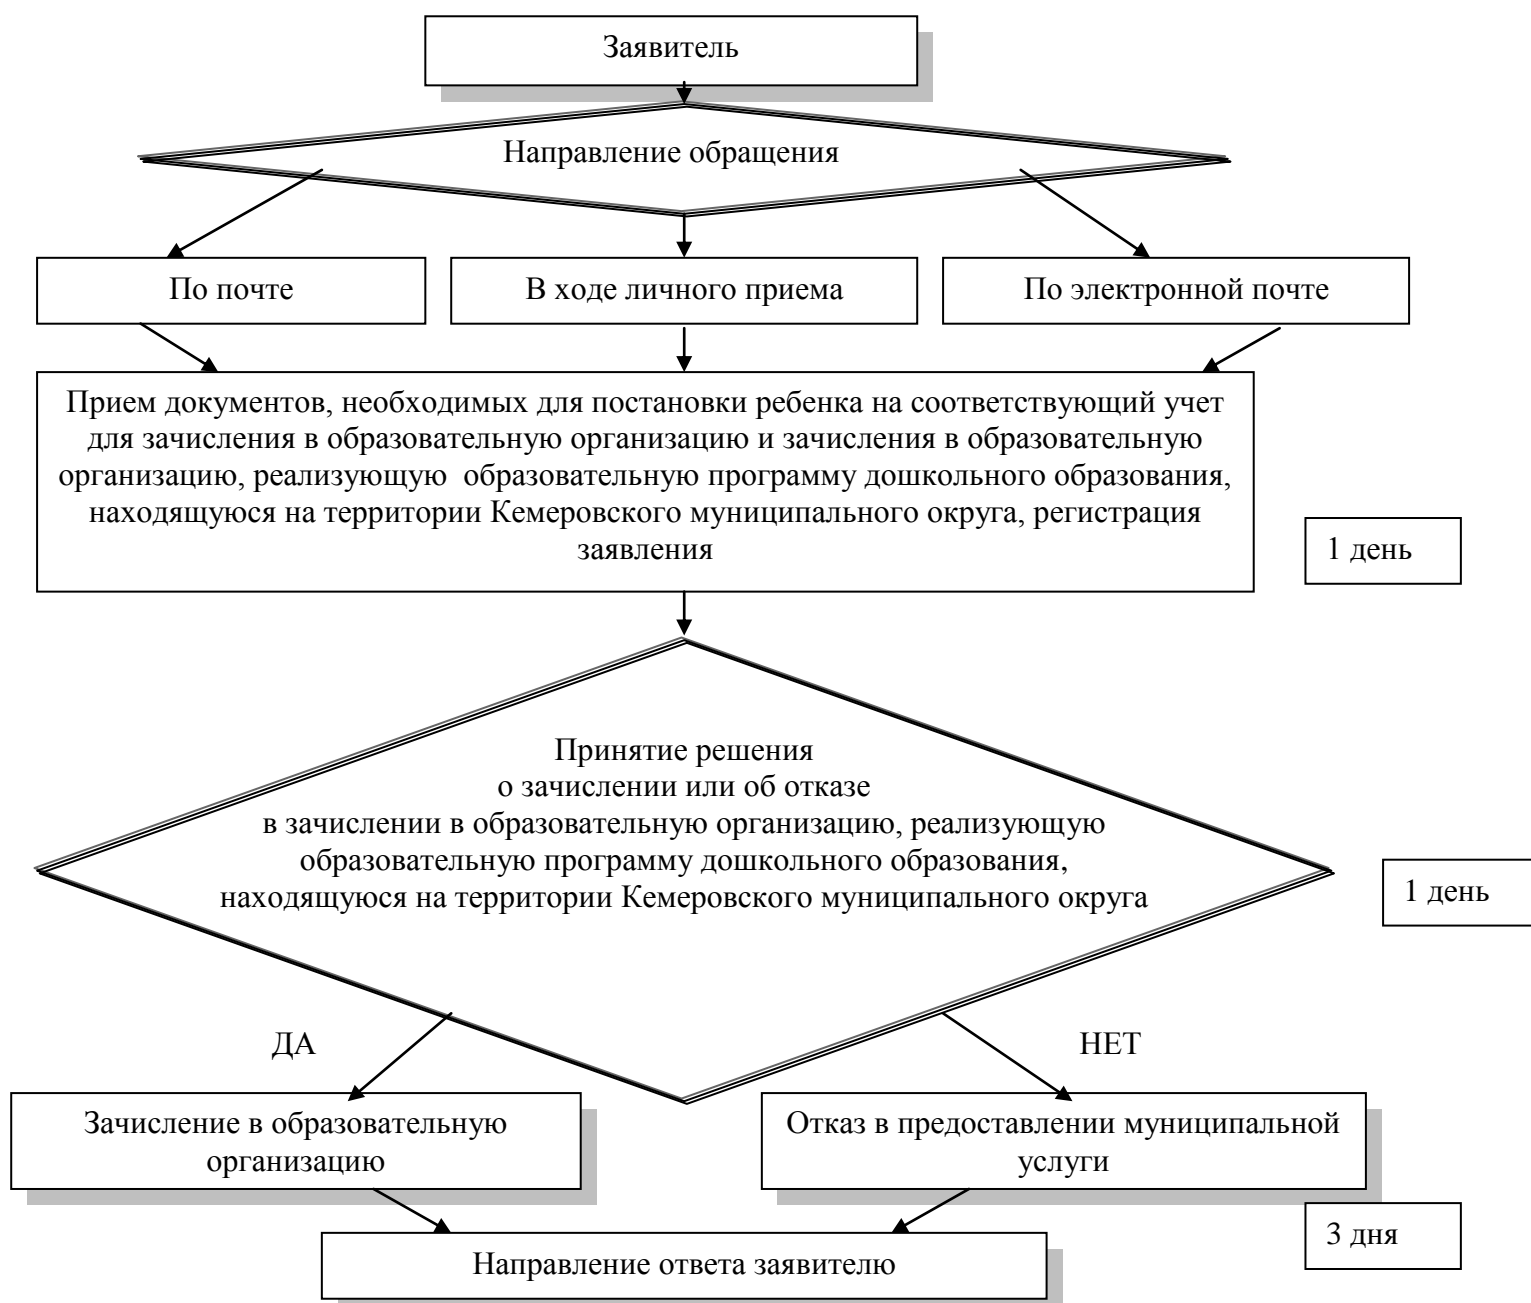 Заявитель
Направление обращения
По почте
В ходе личного приема
По электронной почте
Прием документов, необходимых для постановки ребенка на соответствующий учет
для зачисления в образовательную организацию и зачисления в образовательную
организацию, реализующую образовательную программу дошкольного образования,
находящуюся на территории Кемеровского муниципального округа, регистрация
заявления
1 день
Принятие решения
о зачислении или об отказе
в зачислении в образовательную организацию, реализующую
образовательную программу дошкольного образования,
находящуюся на территории Кемеровского муниципального округа
1 день
ДА
НЕТ
Зачисление в образовательную
организацию
Отказ в предоставлении муниципальной
услуги
3 дня
Направление ответа заявителю